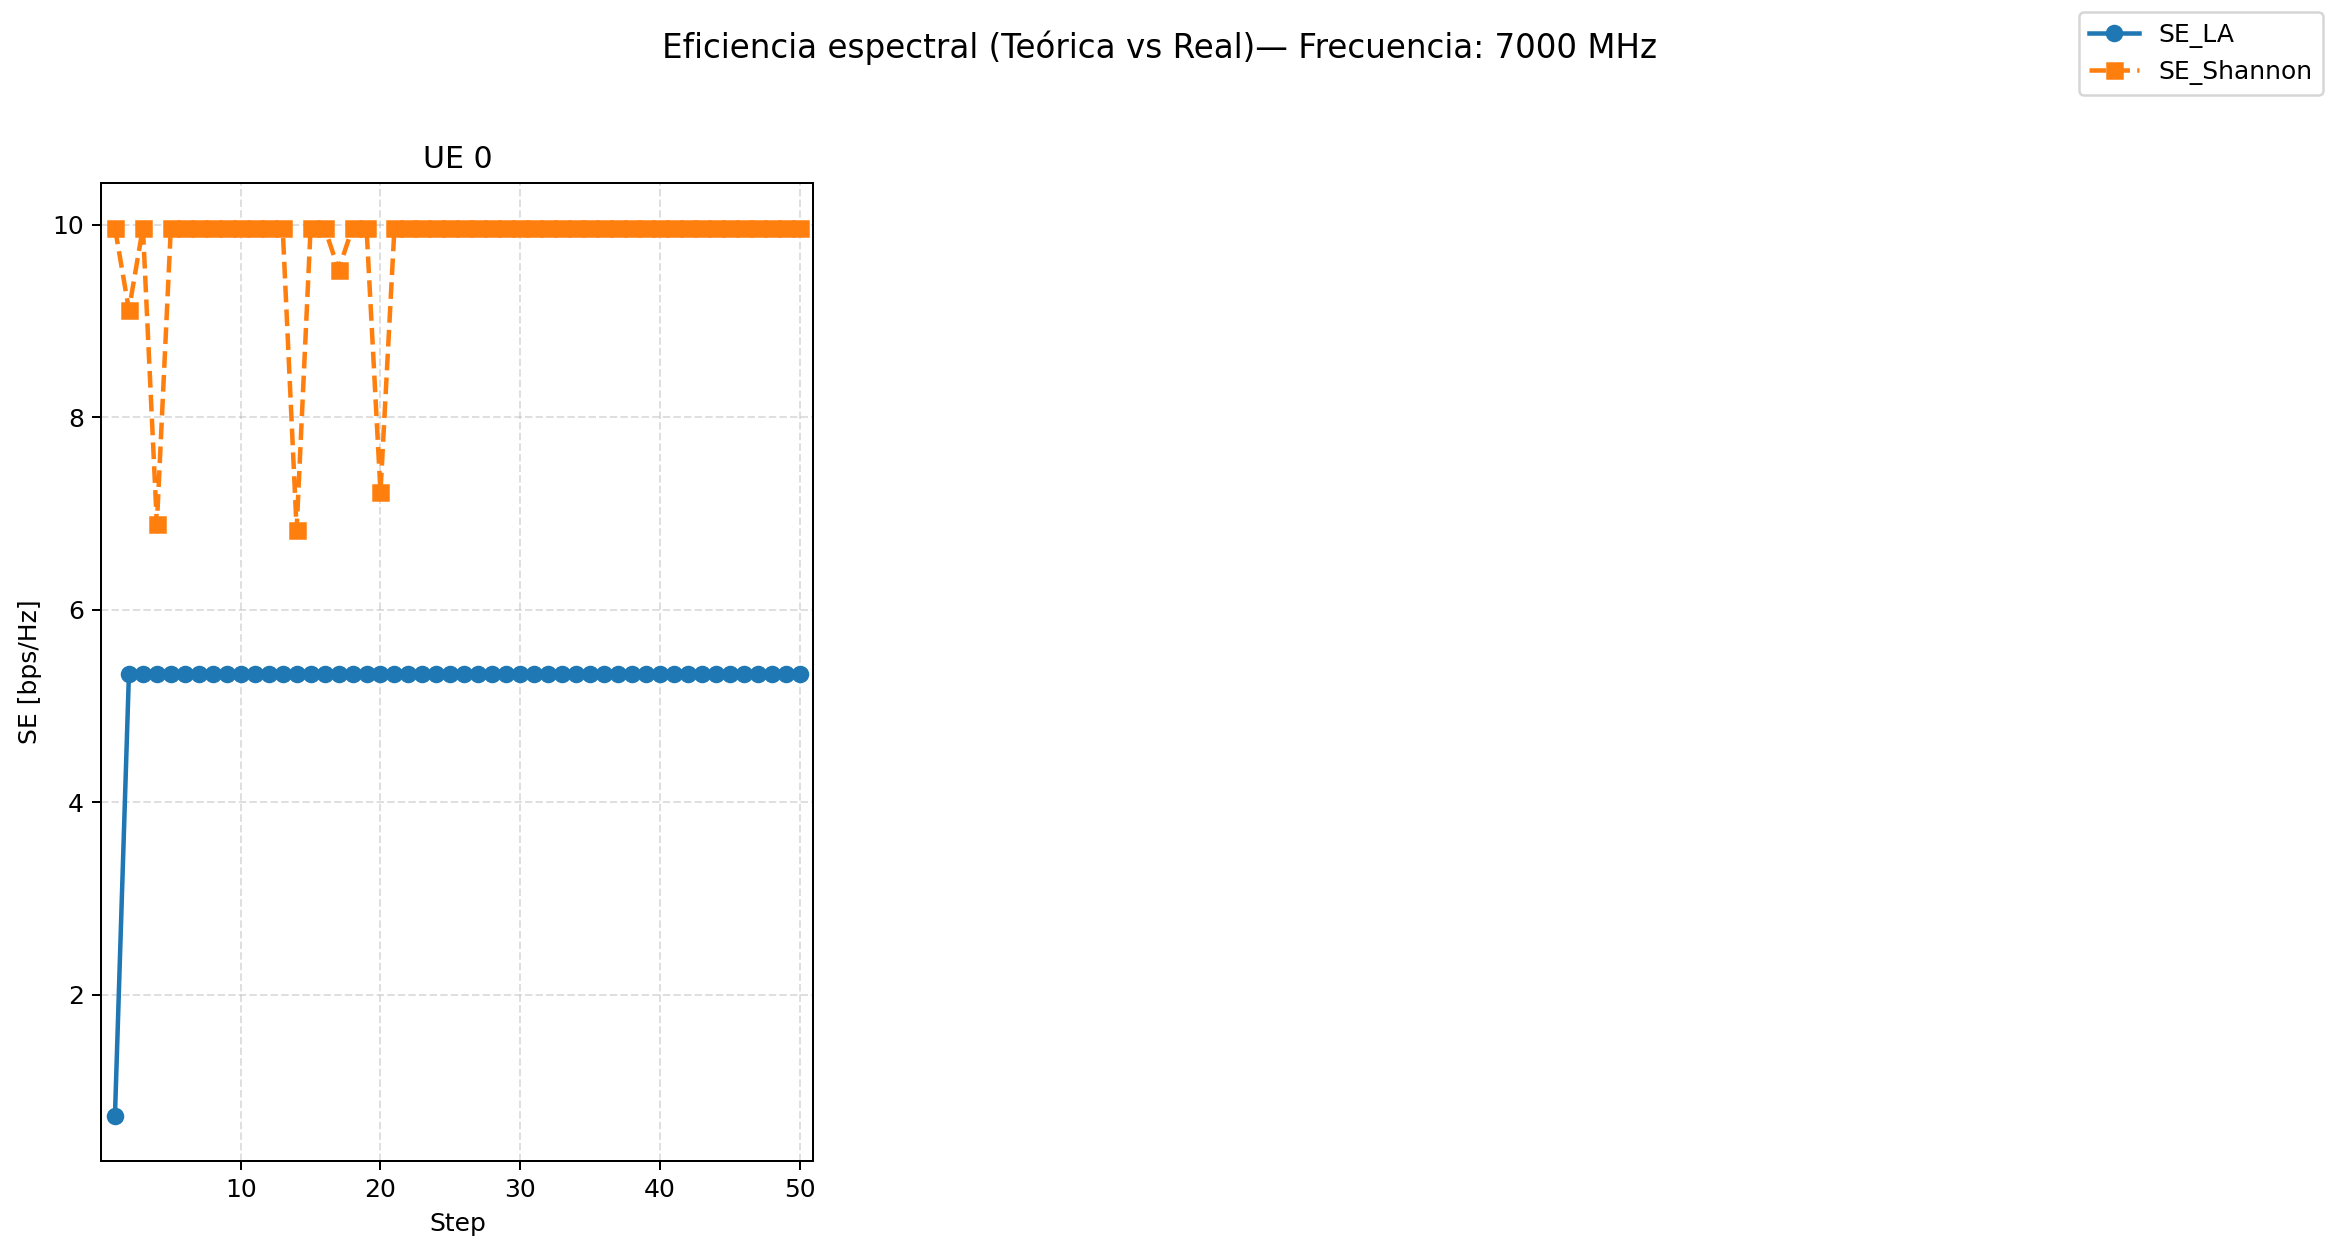 Eficiencia espectral (Teórica vs Real)— Frecuencia: 7000 MHz
SE_LA
SE_Shannon
UE 0
SE [bps/Hz]
10
8
6
4
2
10
20
30
40
50
Step